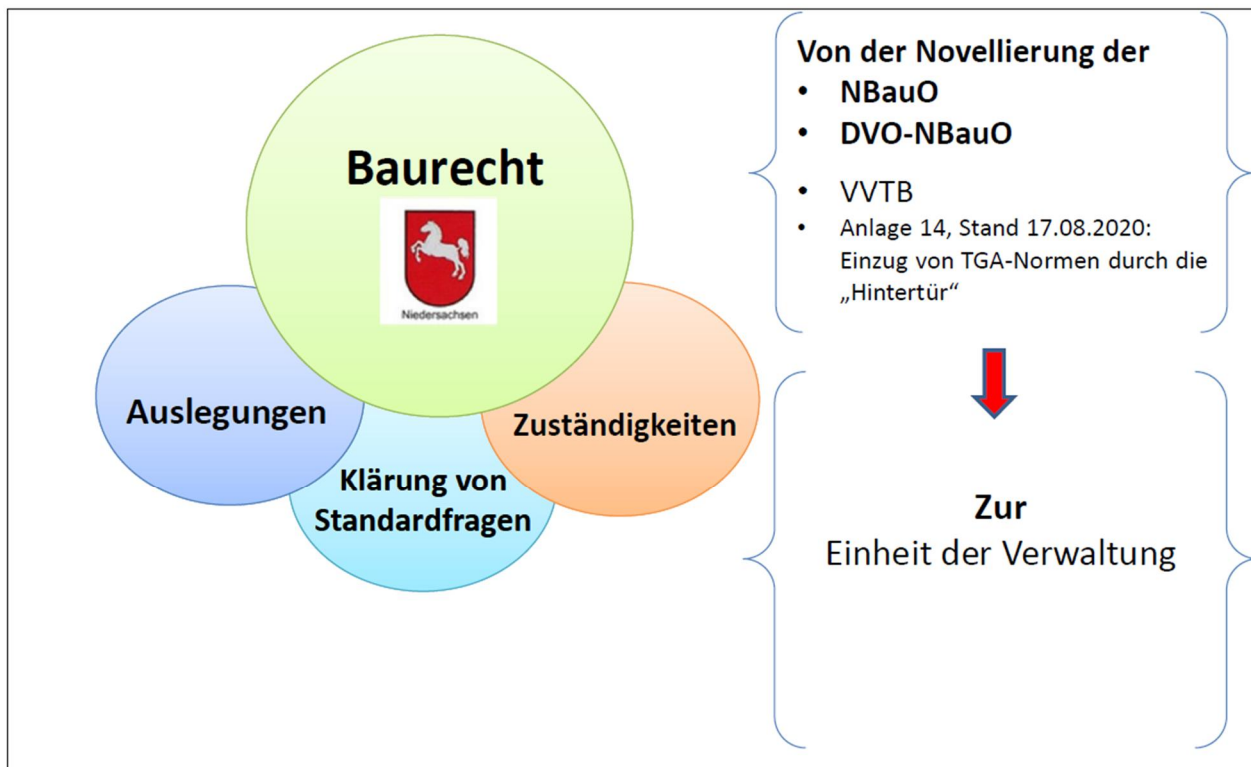 Baurecht
Niedersachsen
Auslegungen
Klärung von
Standardfragen
Zuständigkeiten
Von der Novellierung der
• NBauO
• DVO-NBauO
• VVTB
• Anlage 14, Stand 17.08.2020:
Einzug von TGA-Normen durch die
„Hintertür“
Zur
Einheit der Verwaltung